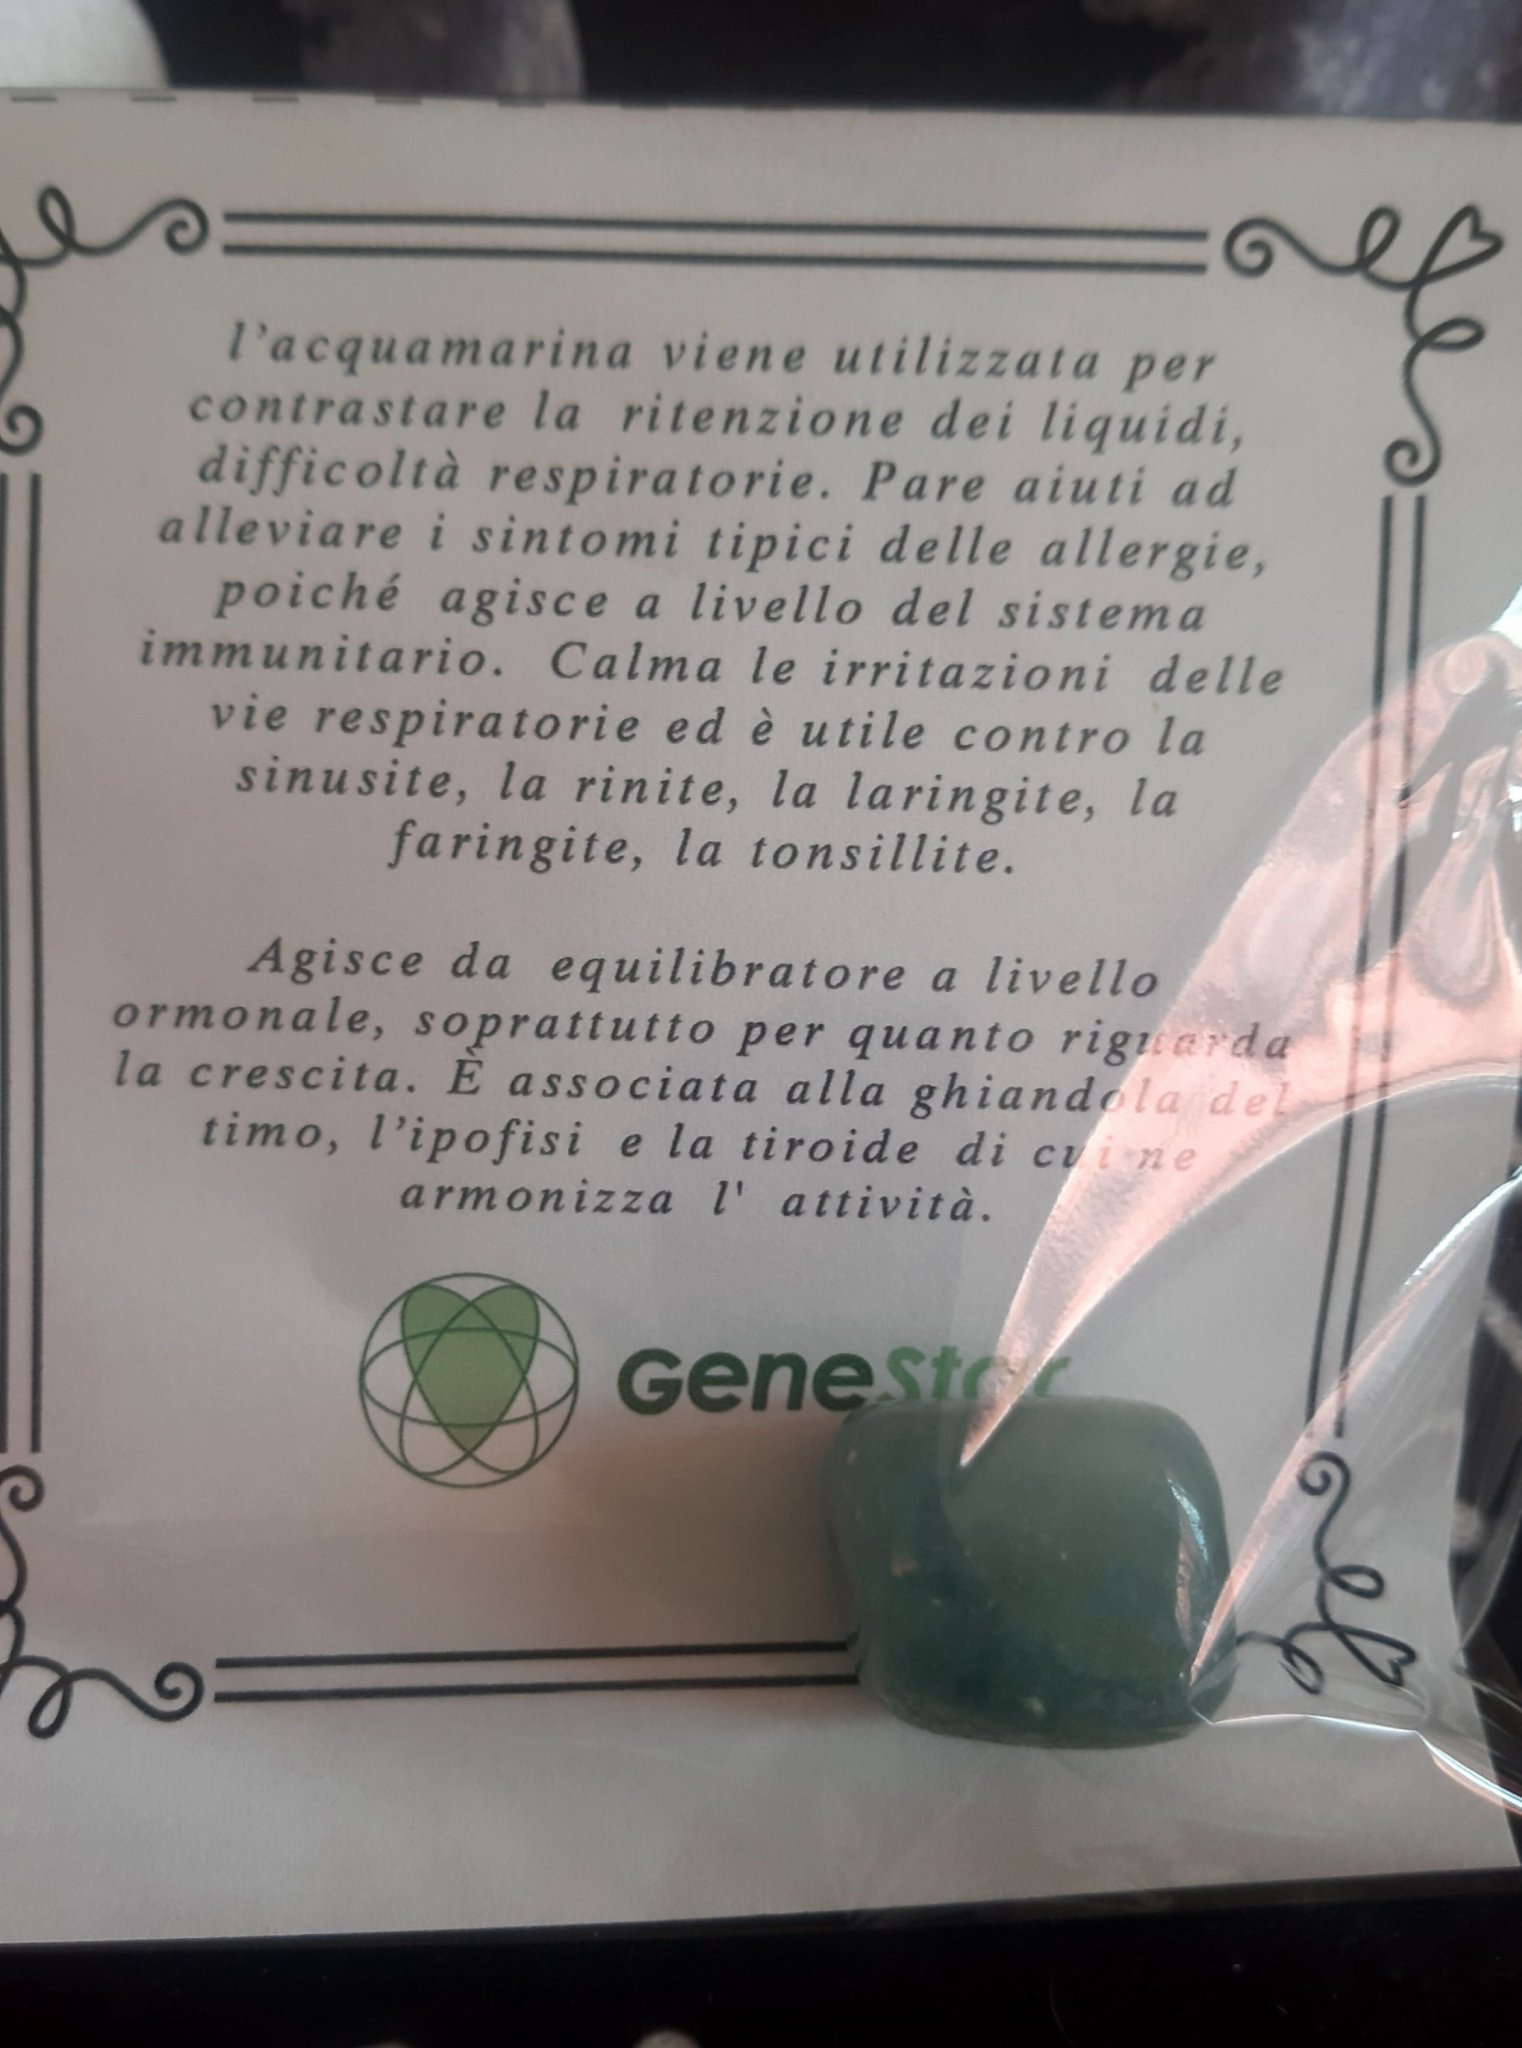 l'acquamarina viene utilizzata per
contrastare la ritenzione dei liquidi,
difficoltà respiratorie. Pare aiuti ad
alleviare i sintomi tipici delle allergie,
poiché agisce a livello del sistema
immunitario. Calma le irritazioni delle
vie respiratorie ed è utile contro la
sinusite, la rinite, la laringite, la
faringite, la tonsillite.
Agisce da equilibratore a livello
ormonale, soprattutto per quanto riguarda
la crescita. È associata alla ghiandola del
timo, l'ipofisi e la tiroide di cui ne
armonizza l' attività.
GeneStar